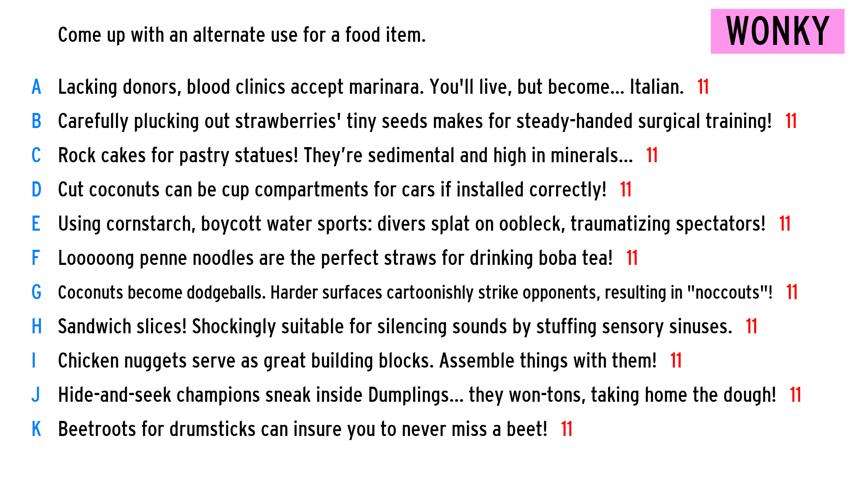 Come up with an alternate use for a food item.
WONKY
A Lacking donors, blood clinics accept marinara. You'll live, but become... Italian. 11
B Carefully plucking out strawberries' tiny seeds makes for steady-handed surgical training! 11
C Rock cakes for pastry statues! They’re sedimental and high in minerals... 11
D Cut coconuts can be cup compartments for cars if installed correctly! 11
E Using cornstarch, boycott water sports: divers splat on oobleck, traumatizing spectators! 11
F Looooong penne noodles are the perfect straws for drinking boba tea! 11
G Coconuts become dodgeballs. Harder surfaces cartoonishly strike opponents, resulting in "noccouts"! 11
H Sandwich slices! Shockingly suitable for silencing sounds by stuffing sensory sinuses. 11
I Chicken nuggets serve as great building blocks. Assemble things with them! 11
J Hide-and-seek champions sneak inside Dumplings... they won-tons, taking home the dough! 11
K Beetroots for drumsticks can insure you to never miss a beet! 11